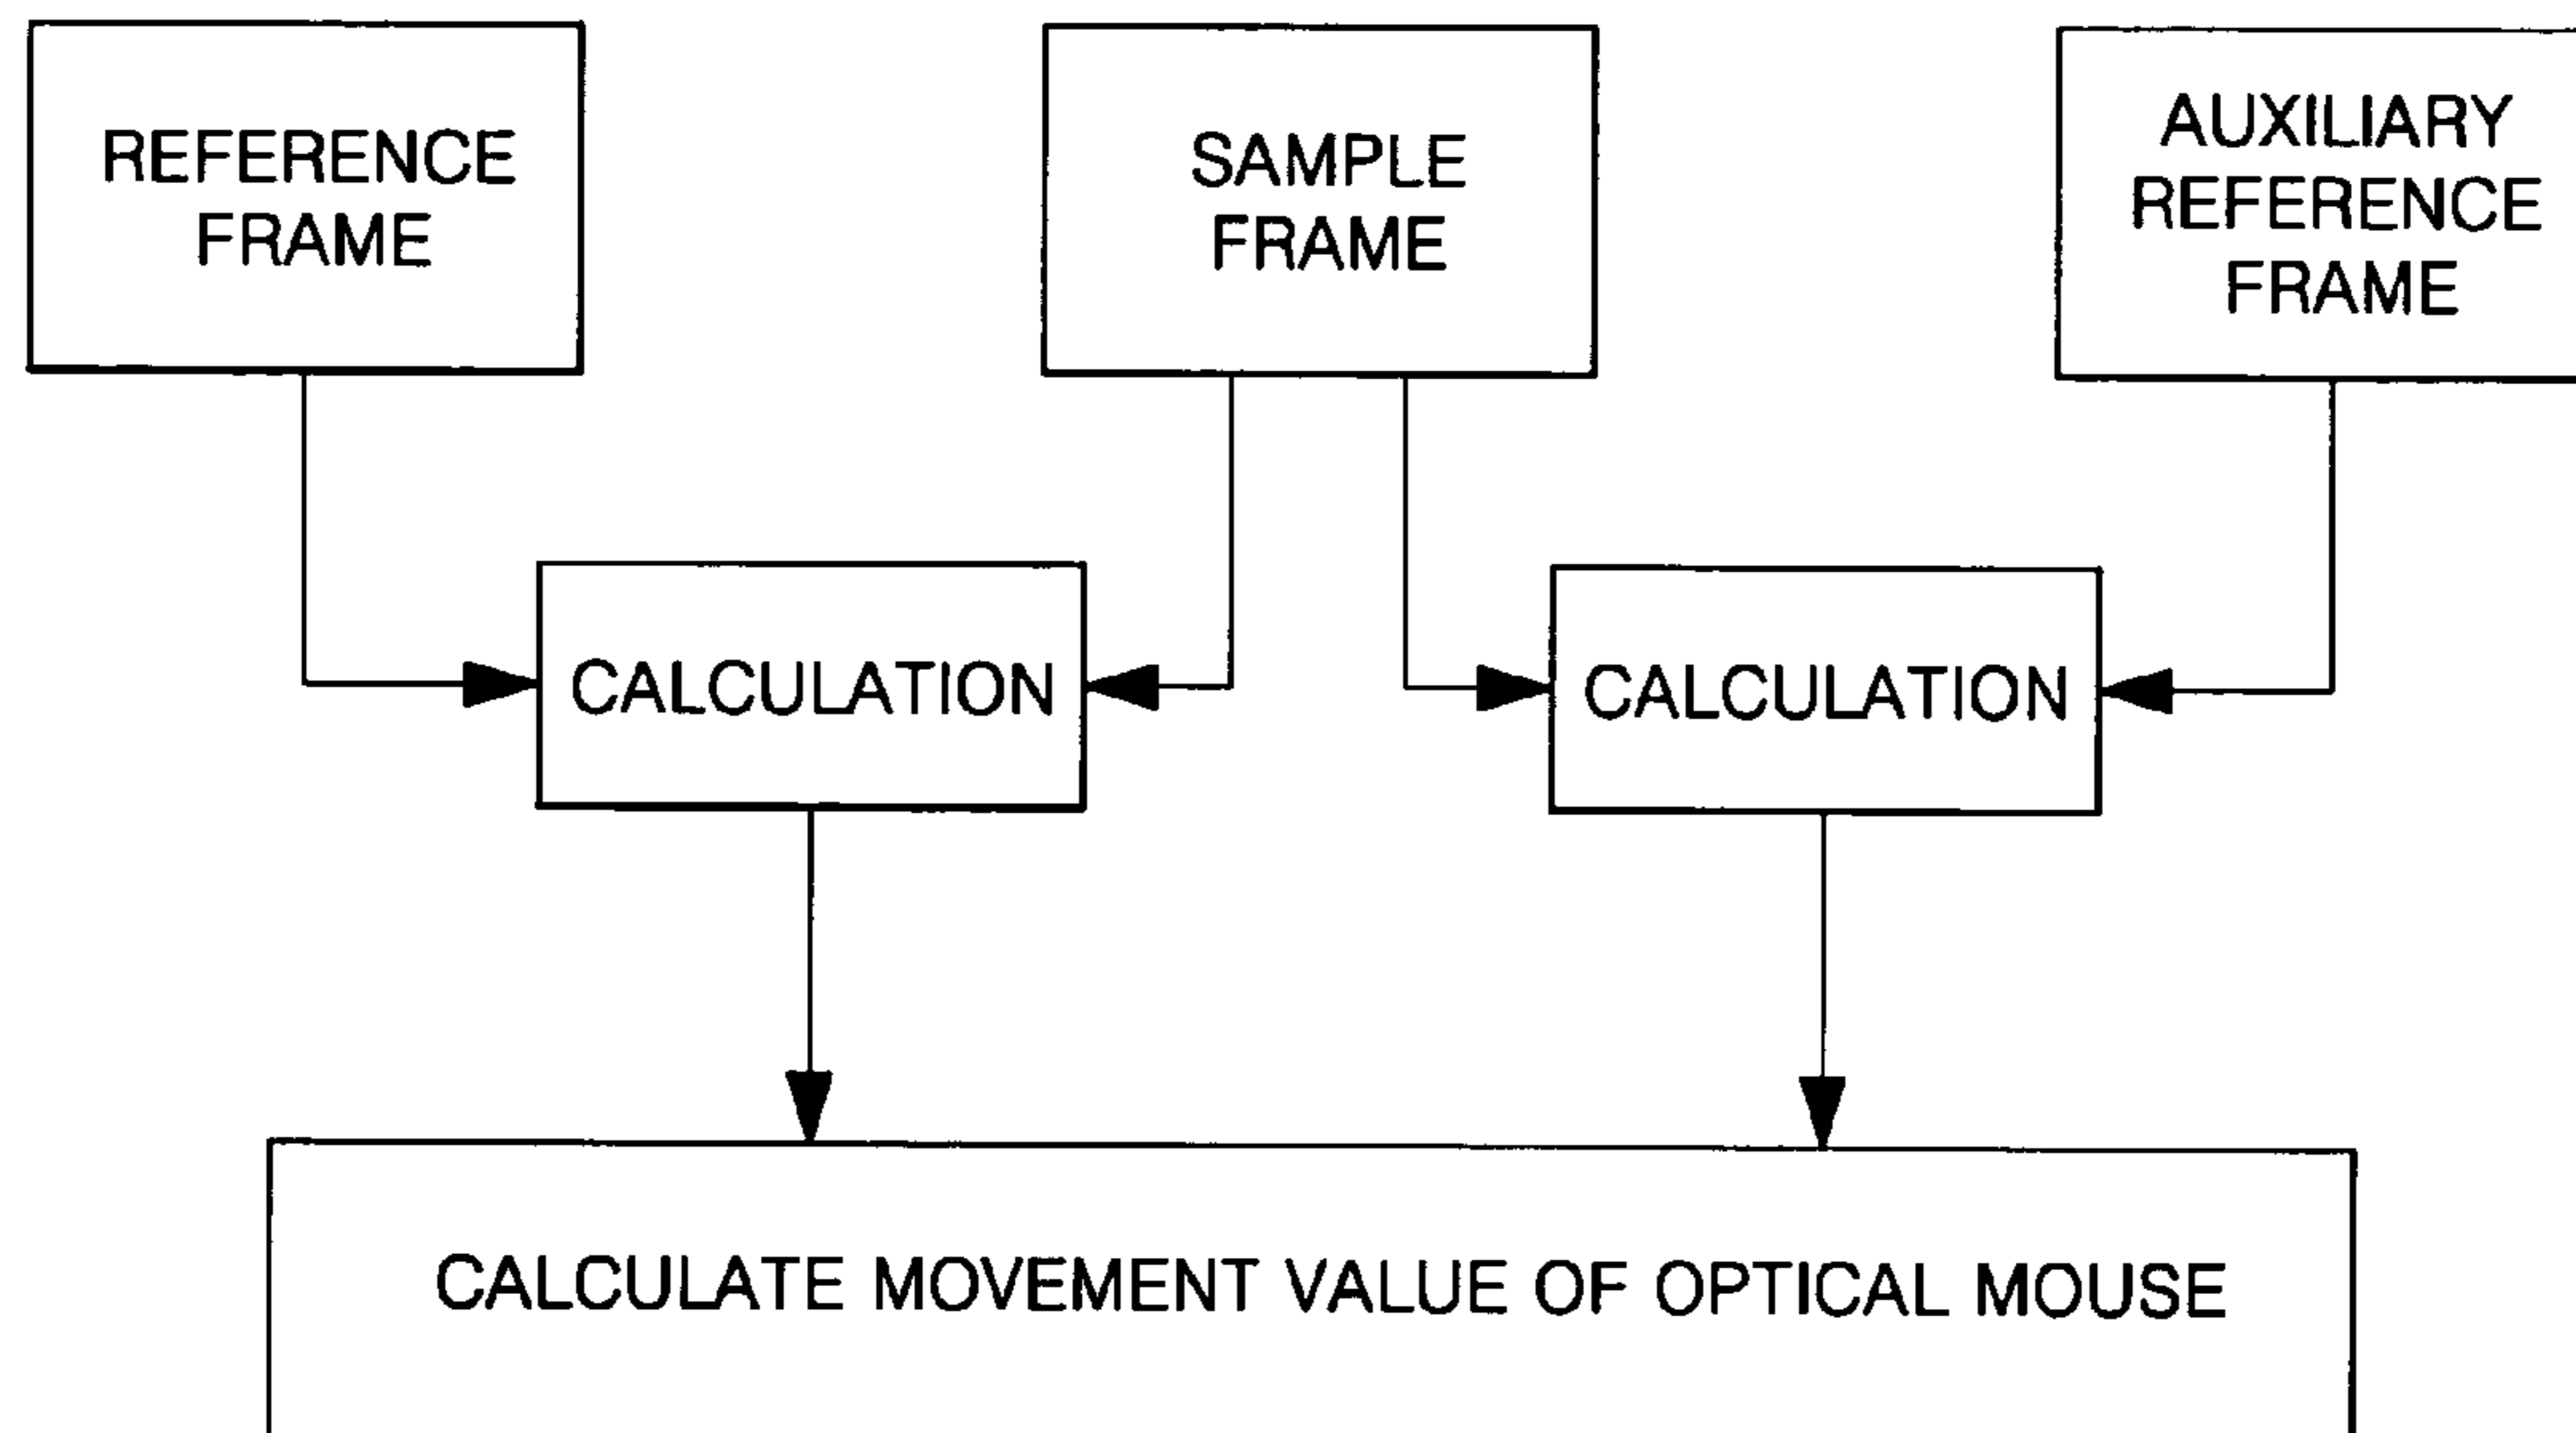 REFERENCE
FRAME
SAMPLE
FRAME
AUXILIARY
REFERENCE
FRAME
CALCULATION
CALCULATION
CALCULATE MOVEMENT VALUE OF OPTICAL MOUSE